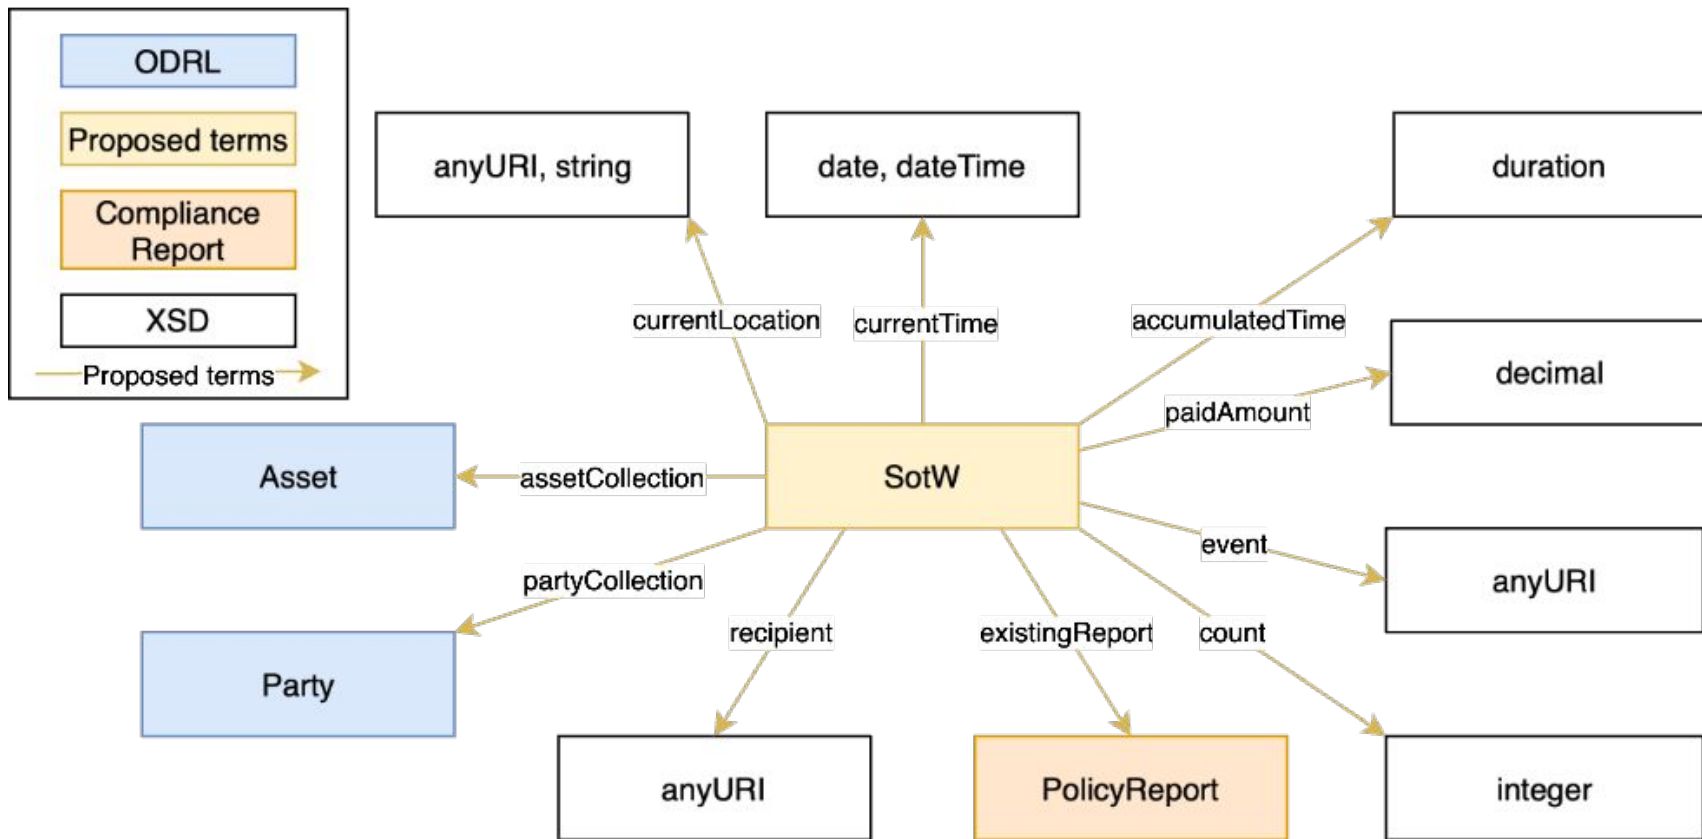 ODRL
Proposed terms
Compliance
Report
XSD
Proposed terms
anyURI, string
date, dateTime
duration
currentLocation
currentTime
accumulatedTime
decimal
paidAmount
Asset
assetCollection
SotW
event
anyURI
partyCollection
Party
recipient
existingReport
count
anyURI
PolicyReport
integer